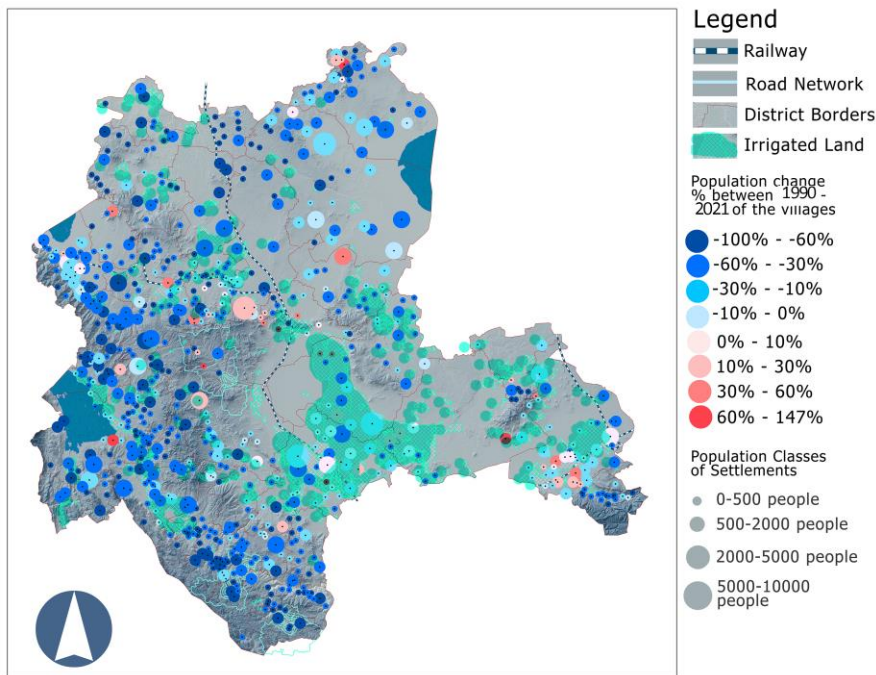 Legend
Railway
Road Network
District Borders
Irrigated Land
Population change
% between 1990 -
2021 of the villages
-100% - -60%
-60% - -30%
-30% - -10%
-10% - 0%
0% - 10%
10% - 30%
30% - 60%
60% - 147%
Population Classes
of Settlements
0-500 people
500-2000 people
2000-5000 people
5000-10000
people